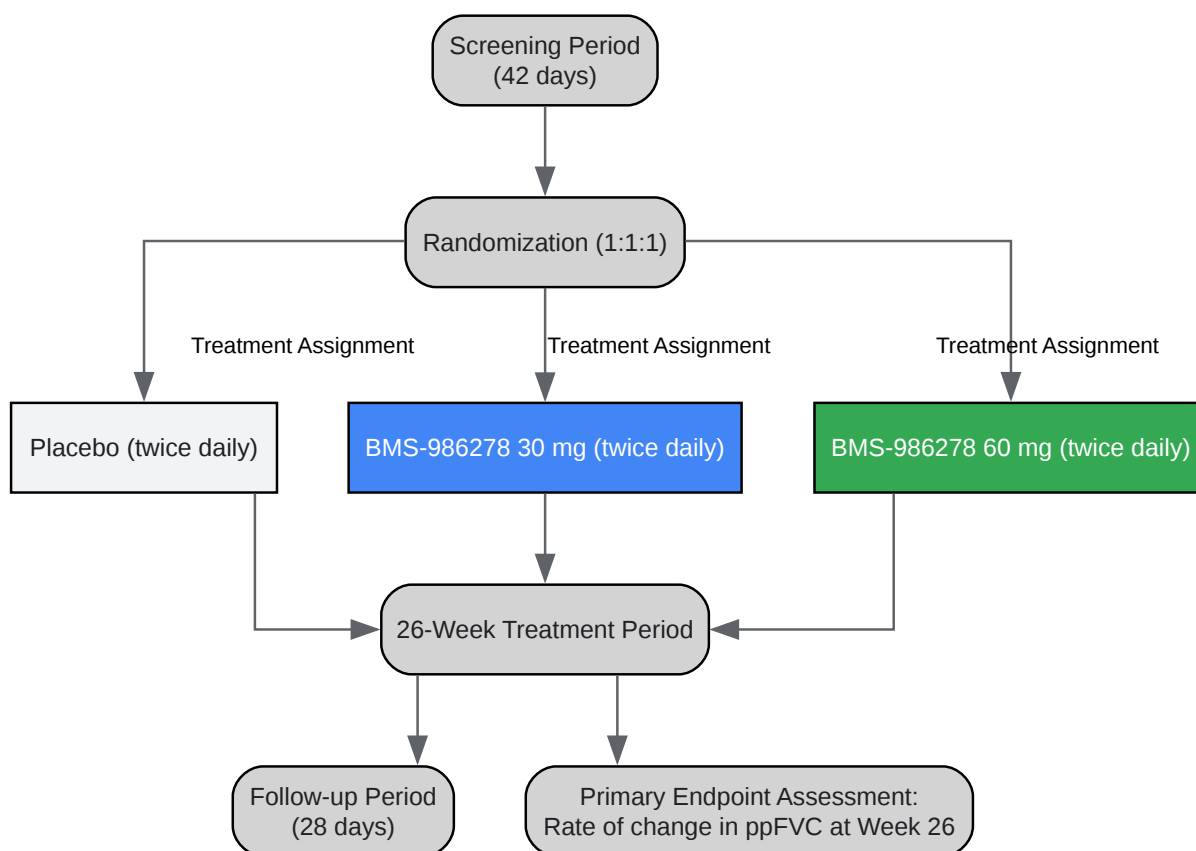 Screening Period
(42 days)
Randomization (1:1:1)
Treatment Assignment
Treatment Assignment
Treatment Assignment
Placebo (twice daily)
BMS-986278 30 mg (twice daily)
BMS-986278 60 mg (twice daily)
26-Week Treatment Period
Follow-up Period
(28 days)
Primary Endpoint Assessment:
Rate of change in ppFVC at Week 26